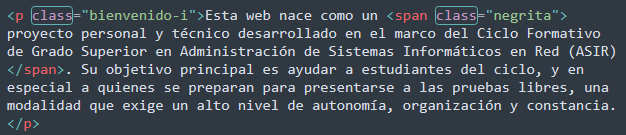 <p class="bienvenido-i">Esta web nace como un <span class="negrita">
proyecto personal y técnico desarrollado en el marco del Ciclo Formativo
de Grado Superior en Administración de Sistemas Informáticos en Red (ASIR)
</span>. Su objetivo principal es ayudar a estudiantes del ciclo, y en
especial a quienes se preparan para presentarse a las pruebas libres, una
modalidad que exige un alto nivel de autonomía, organización y constancia.
</p>